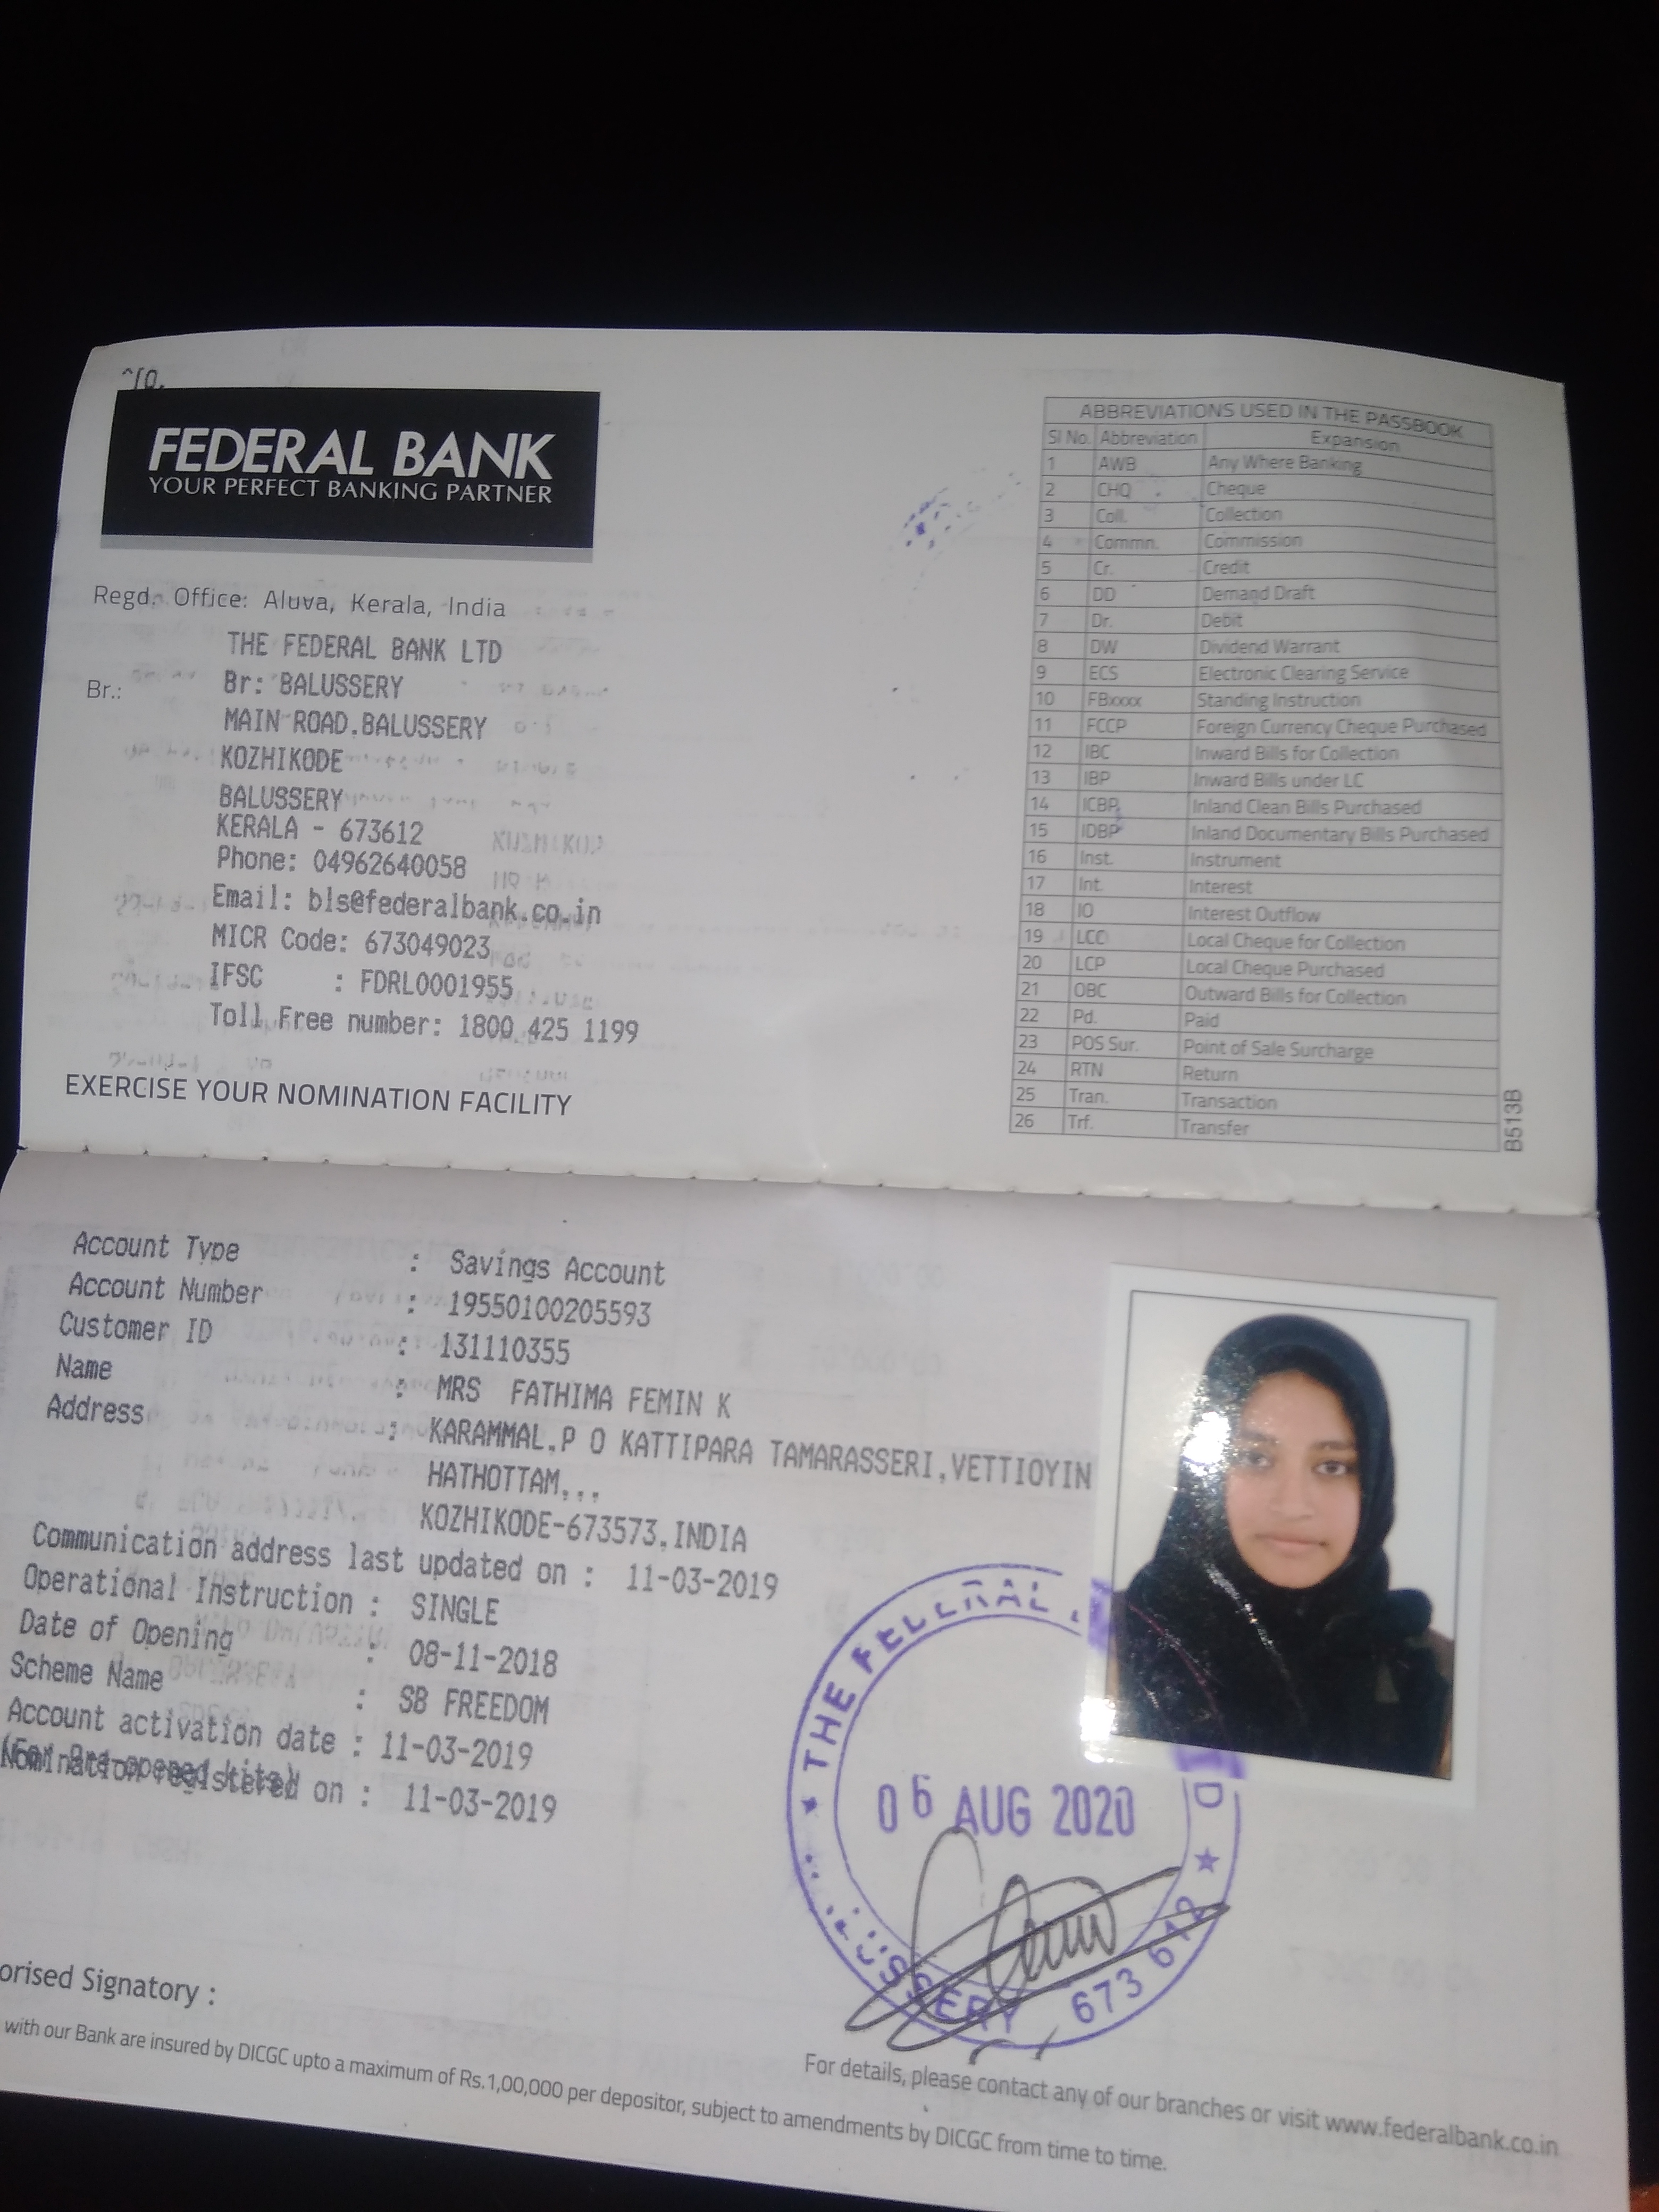 FEDERAL BANK
YOUR PERFECT BANKING PARTNER
Regd. Office: Aluva, Kerala, India
THE FEDERAL BANK LTD
Br.: Br: BALUSSERY
MAIN ROAD.BALUSSERY
KOZHIKODE
BALUSSERY
KERALA - 673612
Phone: 04962640058
Email: bls@federalbank.co.in
MICR Code: 673049023
IFSC : FDRL0001955
Toll Free number: 1800 425 1199
EXERCISE YOUR NOMINATION FACILITY
ABBREVIATIONS USED IN THE PASSBOOK
Sl No. Abbreviation Expansion
1 AWB Any Where Banking
2 CHQ Cheque
3 Coll. Collection
4 Commn. Commission
5 Cr. Credit
6 DD Demand Draft
7 Dr. Debit
8 DW Dividend Warrant
9 ECS Electronic Clearing Service
10 FBxxxx Standing Instruction
11 FCCP Foreign Currency Cheque Purchased
12 IBC Inward Bills for Collection
13 IBP Inward Bills under LC
14 ICBP Inland Clean Bills Purchased
15 IDBP Inland Documentary Bills Purchased
16 Inst. Instrument
17 Int. Interest
18 IO Interest Outflow
19 LCC Local Cheque for Collection
20 LCP Local Cheque Purchased
21 OBC Outward Bills for Collection
22 Pd. Paid
23 POS Sur. Point of Sale Surcharge
24 RTN Return
25 Tran. Transaction
26 Trf. Transfer
B513B
Account Type : Savings Account
Account Number : 19550100205593
Customer ID : 131110355
Name : MRS FATHIMA FEMIN K
Address : KARAMMAL.P O KATTIPARA TAMARASSERI,VETTIOYIN
HATHOTTAM,,,
KOZHIKODE-673573,INDIA
Communication address last updated on : 11-03-2019
Operational Instruction : SINGLE
Date of Opening : 08-11-2018
Scheme Name : SB FREEDOM
Account activation date : 11-03-2019
(For Pre-opened kits)
Nomination registered on : 11-03-2019
THE FEDERAL
06 AUG 2020
673 612
orised Signatory :
with our Bank are insured by DICGC upto a maximum of Rs.1,00,000 per depositor, subject to amendments by DICGC from time to time.
For details, please contact any of our branches or visit www.federalbank.co.in